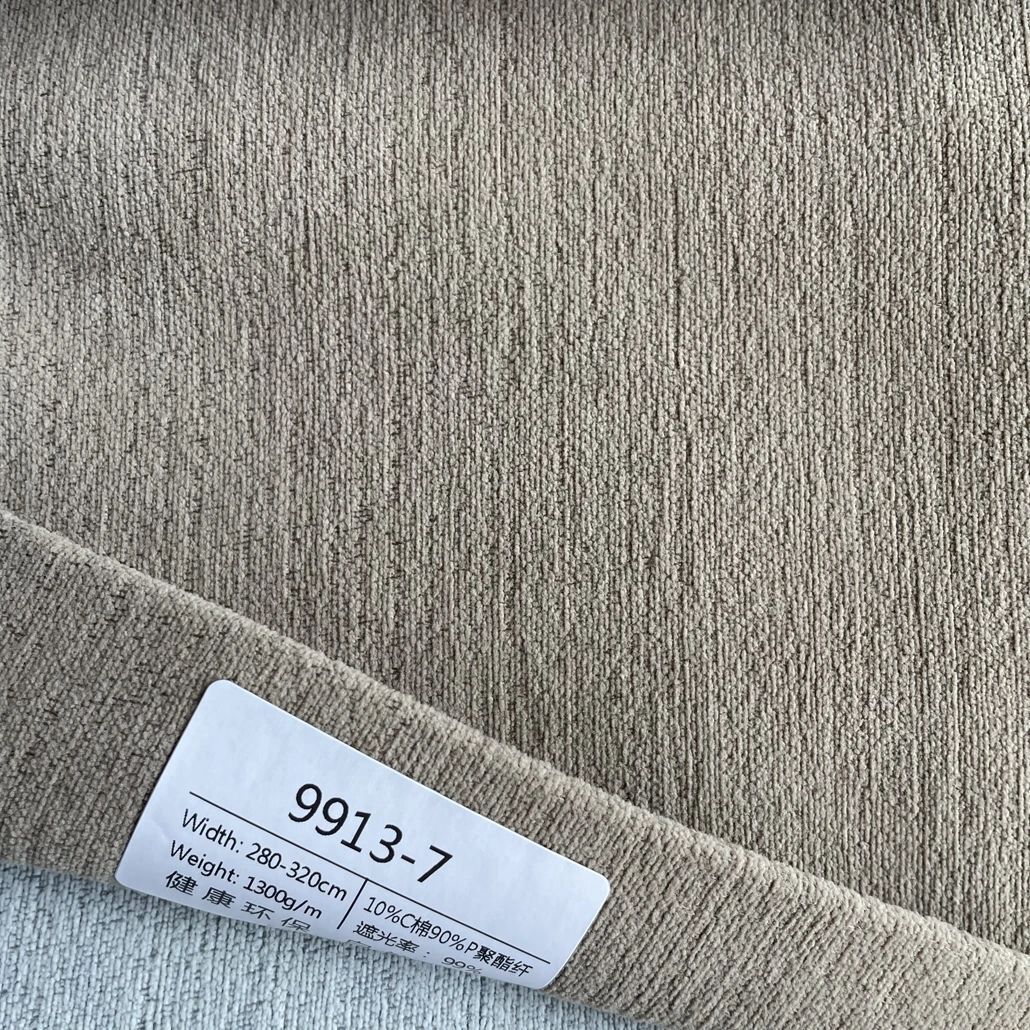 9913-7
Width: 280-320cm
Weight: 1300g/m
10%C棉90%P聚酯纤
遮光率：
健康环保